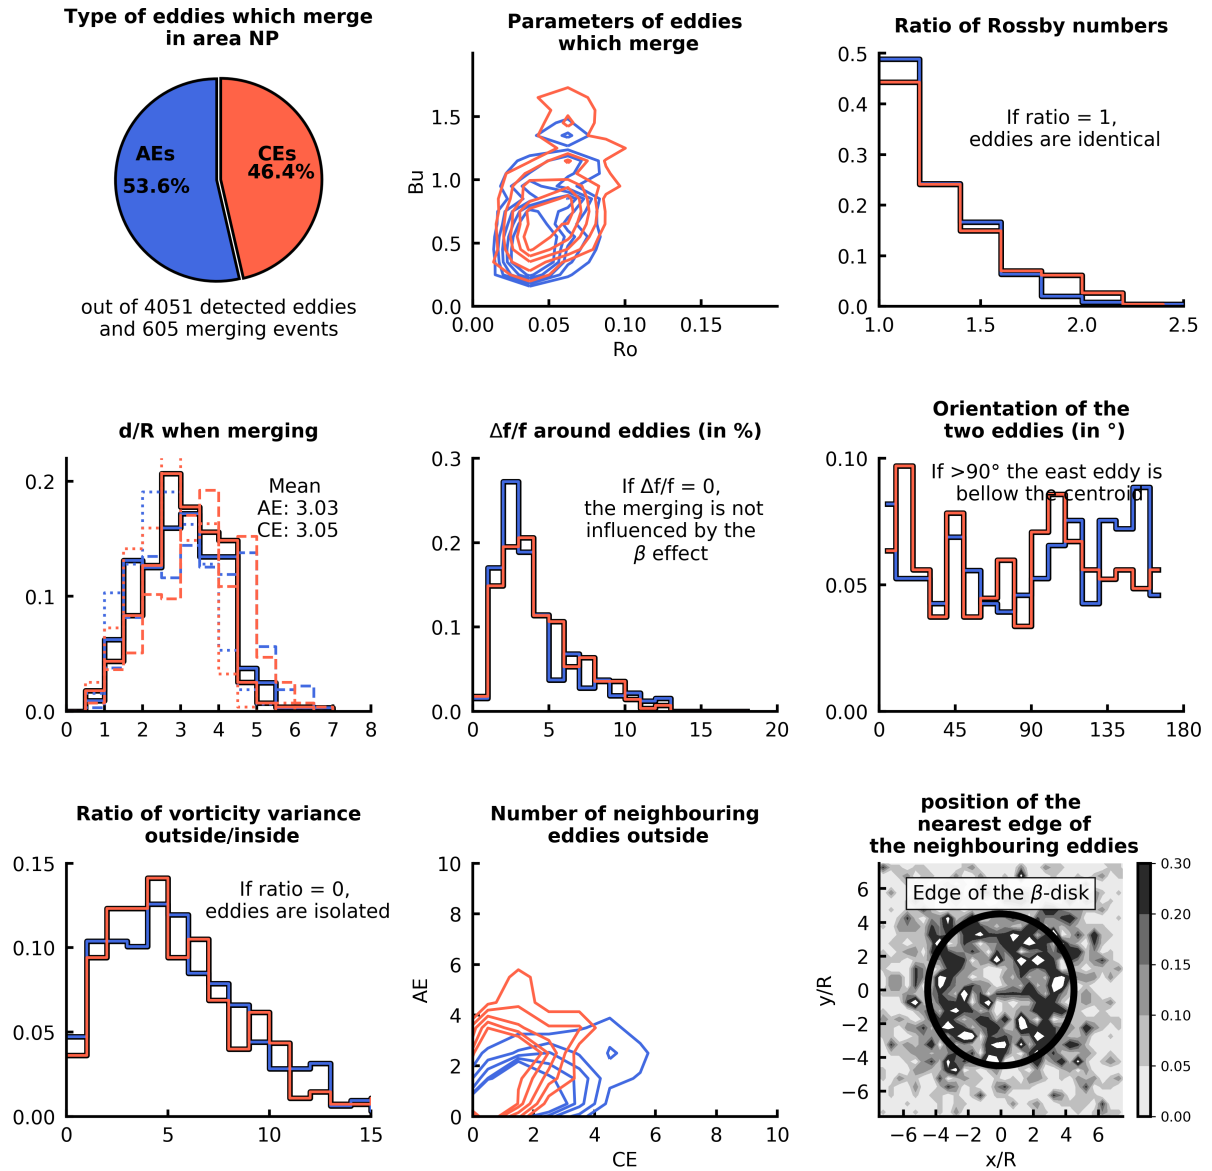 Type of eddies which merge
in area NP
AEs
53.6%
CEs
46.4%
out of 4051 detected eddies
and 605 merging events
Parameters of eddies
which merge
Bu
1.5
1.0
0.5
0.0
0.00 0.05 0.10 0.15
Ro
Ratio of Rossby numbers
If ratio = 1,
eddies are identical
0.5
0.4
0.3
0.2
0.1
0.0
1.0 1.5 2.0 2.5
d/R when merging
Mean
AE: 3.03
CE: 3.05
0.2
0.1
0.0
0 1 2 3 4 5 6 7 8
Δf/f around eddies (in %)
If Δf/f = 0,
the merging is not
influenced by the
β effect
0.3
0.2
0.1
0.0
0 5 10 15 20
Orientation of the
two eddies (in °)
If >90° the east eddy is
bellow the centroid
0.10
0.05
0.00
0 45 90 135 180
Ratio of vorticity variance
outside/inside
If ratio = 0,
eddies are isolated
0.15
0.10
0.05
0.00
0 5 10 15
Number of neighbouring
eddies outside
AE
10
8
6
4
2
0
0 2 4 6 8 10
CE
position of the
nearest edge of
the neighbouring eddies
Edge of the β-disk
y/R
6
4
2
0
−2
−4
−6
−6 −4 −2 0 2 4 6
x/R
0.30
0.20
0.15
0.10
0.05
0.00